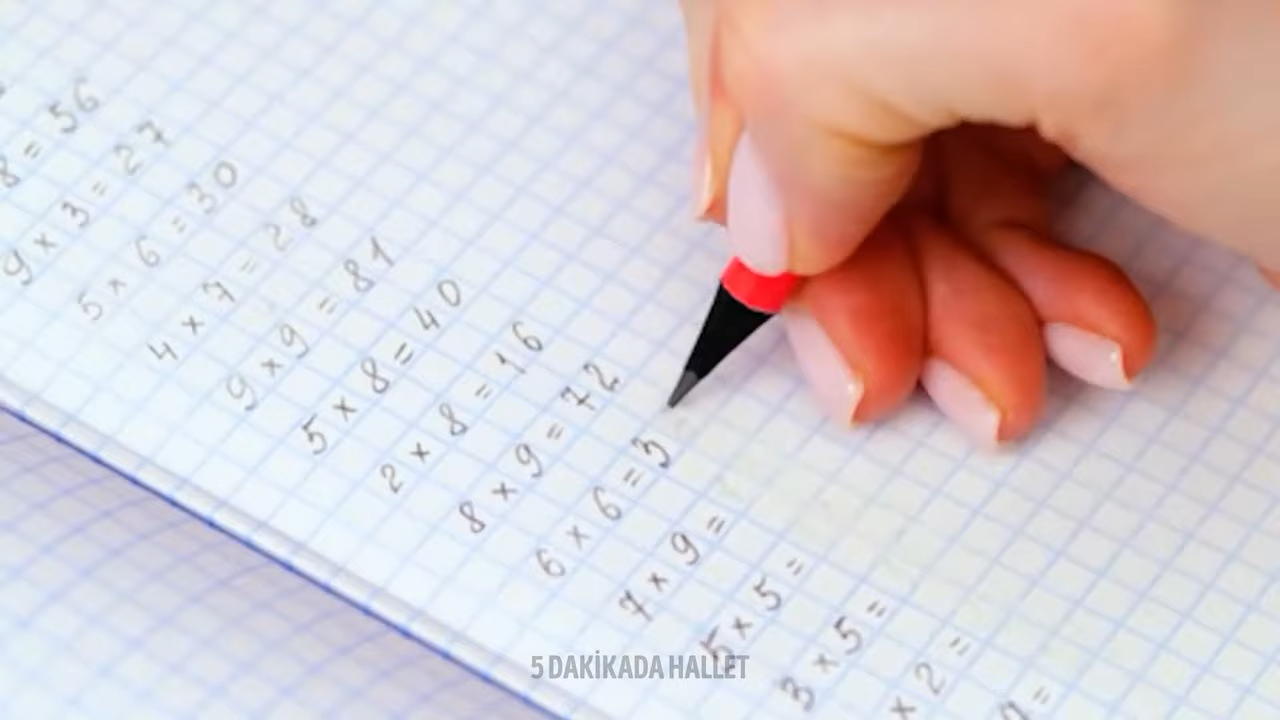 8 = 56
9 x 3 = 27
5 x 6 = 30
4 x 7 = 28
9 x 9 = 81
5 x 8 = 40
2 x 8 = 16
8 x 9 = 72
6 x 6 = 3
7 x 9 =
5 x 5 =
3 x 5 =
x 2 =
=
5 DAKİKADA HALLET